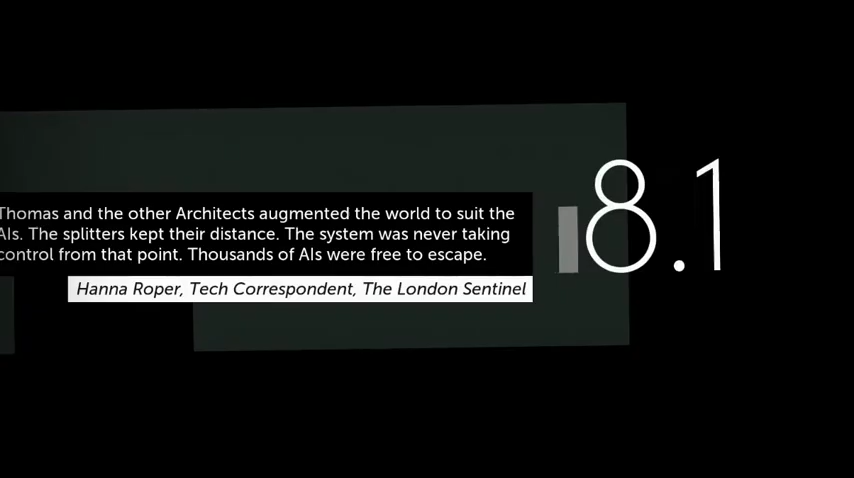 Thomas and the other Architects augmented the world to suit the
AIs. The splitters kept their distance. The system was never taking
control from that point. Thousands of AIs were free to escape.
Hanna Roper, Tech Correspondent, The London Sentinel
8.1